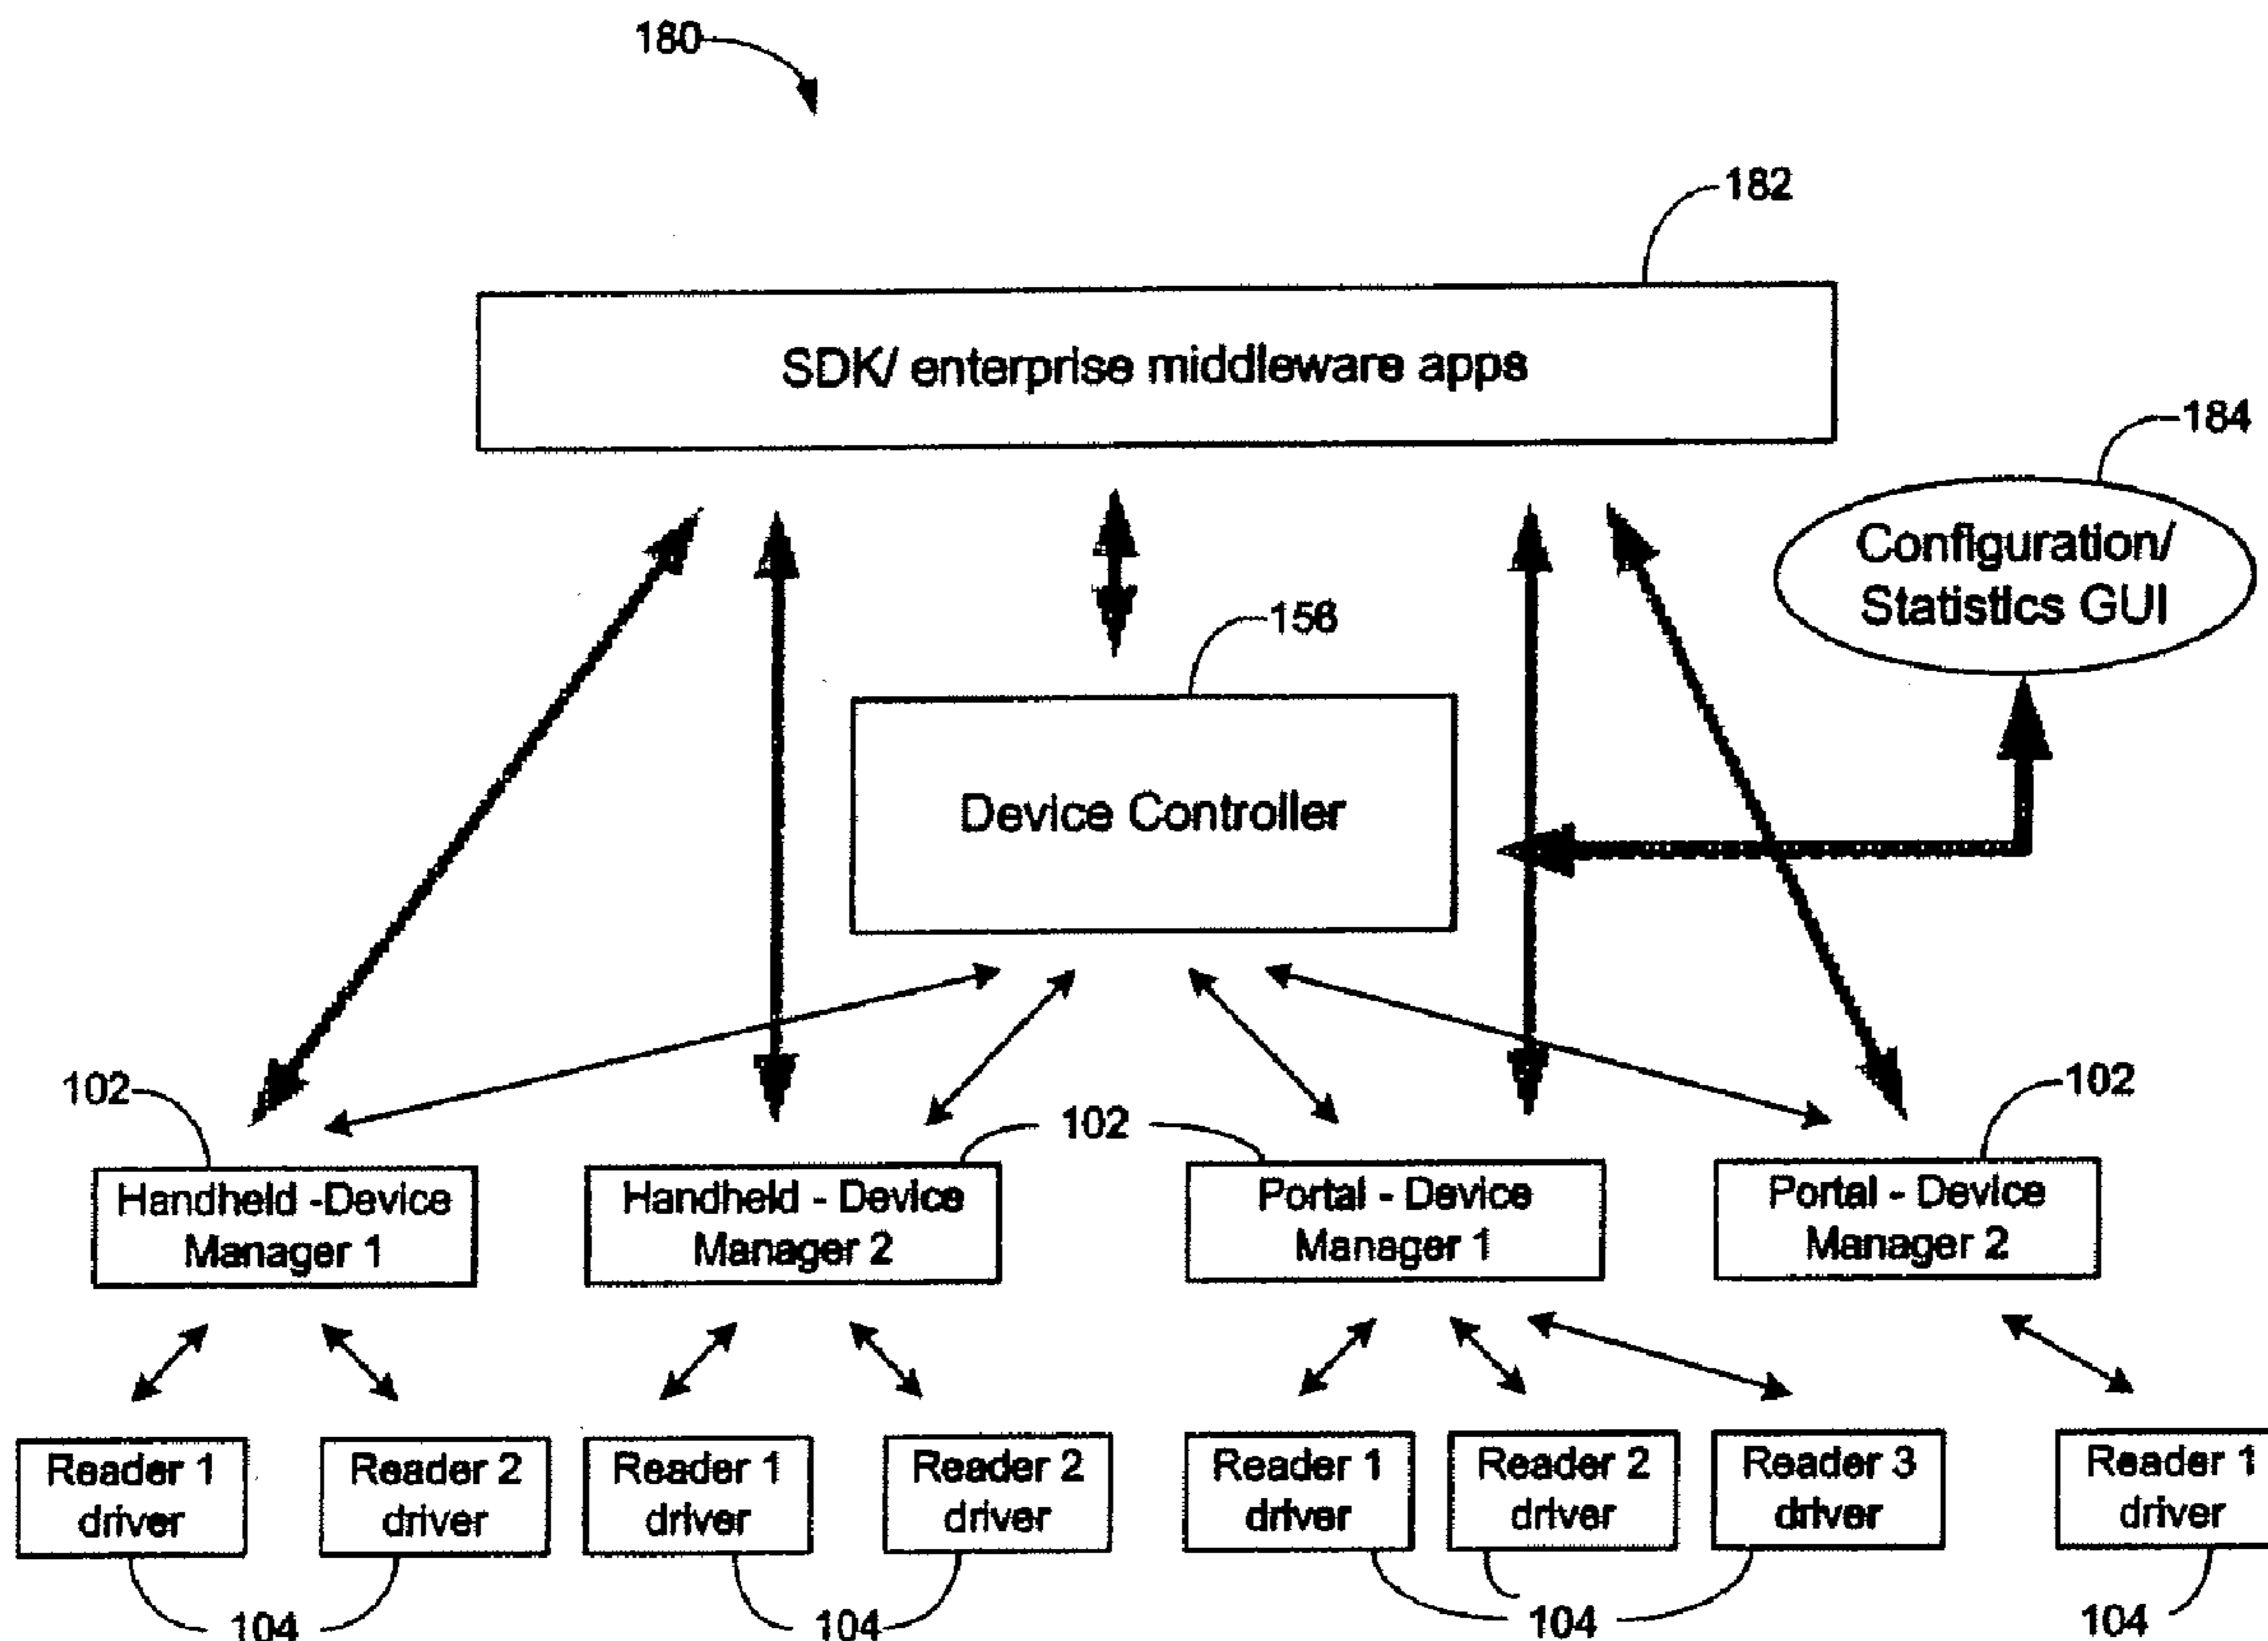 180
182
SDK/ enterprise middleware apps
184
Configuration/
Statistics GUI
156
Device Controller
102
102
102
Handheld -Device
Manager 1
Handheld - Device
Manager 2
Portal - Device
Manager 1
Portal - Device
Manager 2
Reader 1
driver
Reader 2
driver
Reader 1
driver
Reader 2
driver
Reader 1
driver
Reader 2
driver
Reader 3
driver
Reader 1
driver
104
104
104
104